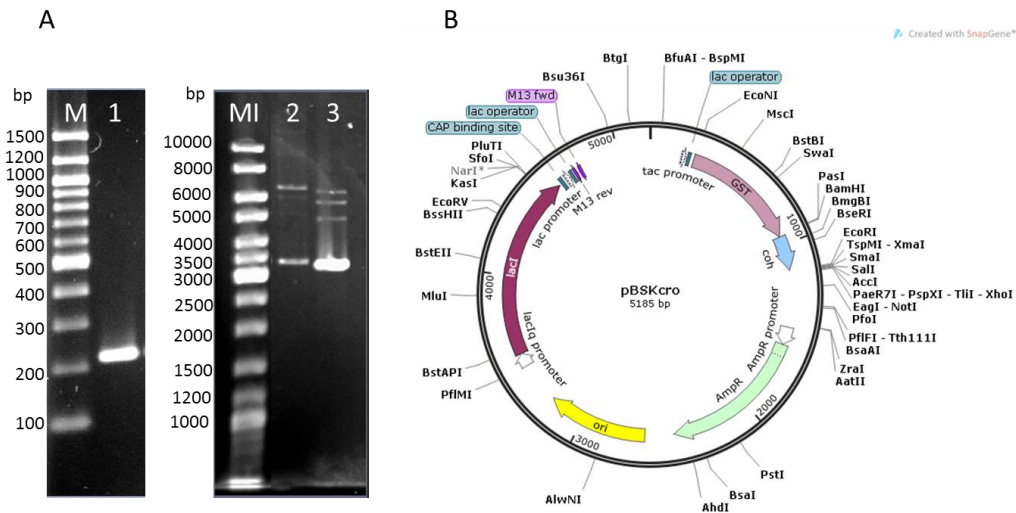 A
bp
M
1
1500
1200
1000
900
800
700
600
500
400
300
200
100
bp
MI
2
3
10000
8000
6000
5000
4000
3500
3000
2500
2000
1500
1200
1000
B
Created with SnapGene®
BtgI
BfuAI - BspMI
lac operator
Bsu36I
EcoNI
M13 fwd
MscI
lac operator
CAP binding site
BstBI
PluTI
SwaI
SfoI
NarI*
KasI
PasI
BamHI
BmgBI
BseRI
EcoRV
BssHII
EcoRI
TspMI - XmaI
SmaI
SalI
AccI
PaeR7I - PspXI - TliI - XhoI
EagI - NotI
PfoI
PflFI - Tth111I
BsaAI
ZraI
AatII
BstEII
MluI
BstAPI
PflMI
PstI
BsaI
AhdI
AlwNI
5000
1000
2000
3000
4000
tac promoter
GST
coh
AmpR promoter
AmpR
ori
lacIq promoter
lacI
lac promoter
M13 rev
pBSKcro
5185 bp